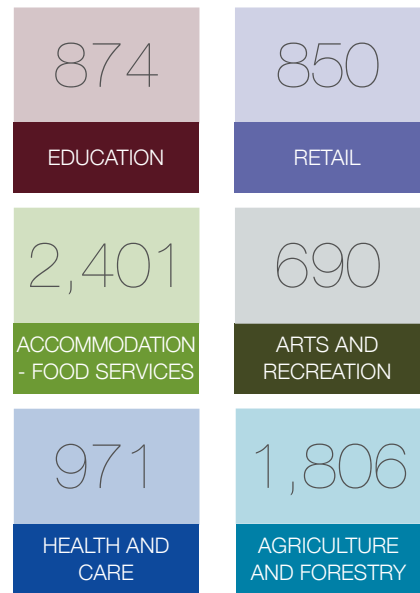 874
EDUCATION
850
RETAIL
2,401
ACCOMMODATION
- FOOD SERVICES
690
ARTS AND
RECREATION
971
HEALTH AND
CARE
1,806
AGRICULTURE
AND FORESTRY